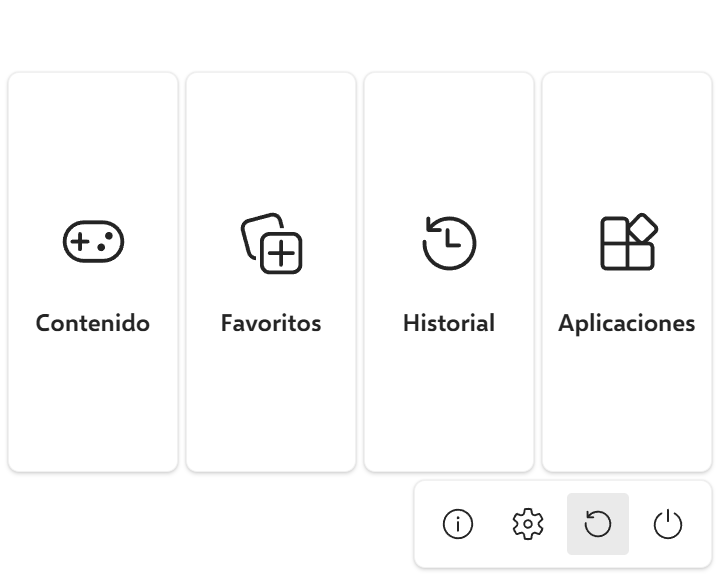 Contenido
Favoritos
Historial
Aplicaciones